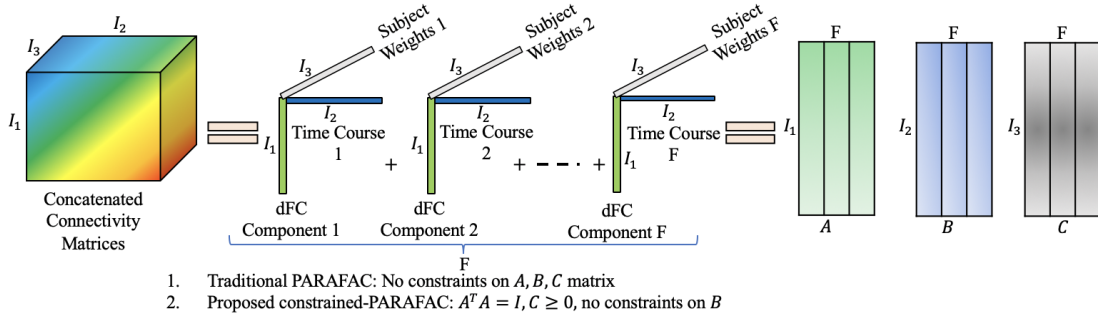 I₂
I₃
I₁
Concatenated
Connectivity
Matrices
Subject
Weights 1
I₃
I₂
I₁
Time Course
1
dFC
Component 1
+
Subject
Weights 2
I₃
I₂
I₁
Time Course
2
dFC
Component 2
+
+
Subject
Weights F
I₃
I₂
I₁
Time Course
F
dFC
Component F
F
F
I₁
A
F
I₂
B
F
I₃
C
1. Traditional PARAFAC: No constraints on A, B, C matrix
2. Proposed constrained-PARAFAC: AᵀA = I, C ≥ 0, no constraints on B